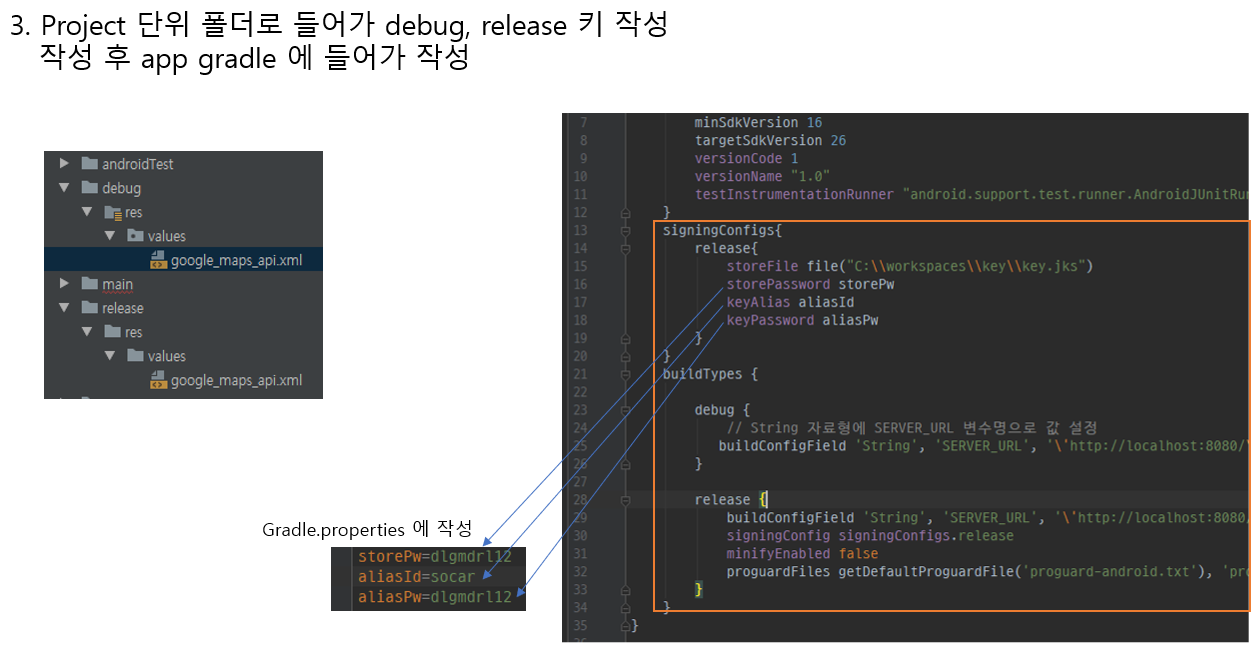 3. Project 단위 폴더로 들어가 debug, release 키 작성
작성 후 app gradle 에 들어가 작성
androidTest
debug
res
values
google_maps_api.xml
main
release
res
values
google_maps_api.xml
Gradle.properties 에 작성
storePw=dlgmdrl12
aliasId=socar
aliasPw=dlgmdrl12
7 minSdkVersion 16
8 targetSdkVersion 26
9 versionCode 1
10 versionName "1.0"
11 testInstrumentationRunner "android.support.test.runner.AndroidJUnitRu
12 }
13 signingConfigs{
14 release{
15 storeFile file("C:\\workspaces\\key\\key.jks")
16 storePassword storePw
17 keyAlias aliasId
18 keyPassword aliasPw
19 }
20 }
21 buildTypes {
22
23 debug {
24 // String 자료형에 SERVER_URL 변수명으로 값 설정
25 buildConfigField 'String', 'SERVER_URL', '\'http://localhost:8080/\
26 }
27
28 release {
29 buildConfigField 'String', 'SERVER_URL', '\'http://localhost:8080/
30 signingConfig signingConfigs.release
31 minifyEnabled false
32 proguardFiles getDefaultProguardFile('proguard-android.txt'), 'pro
33 }
34 }
35 }